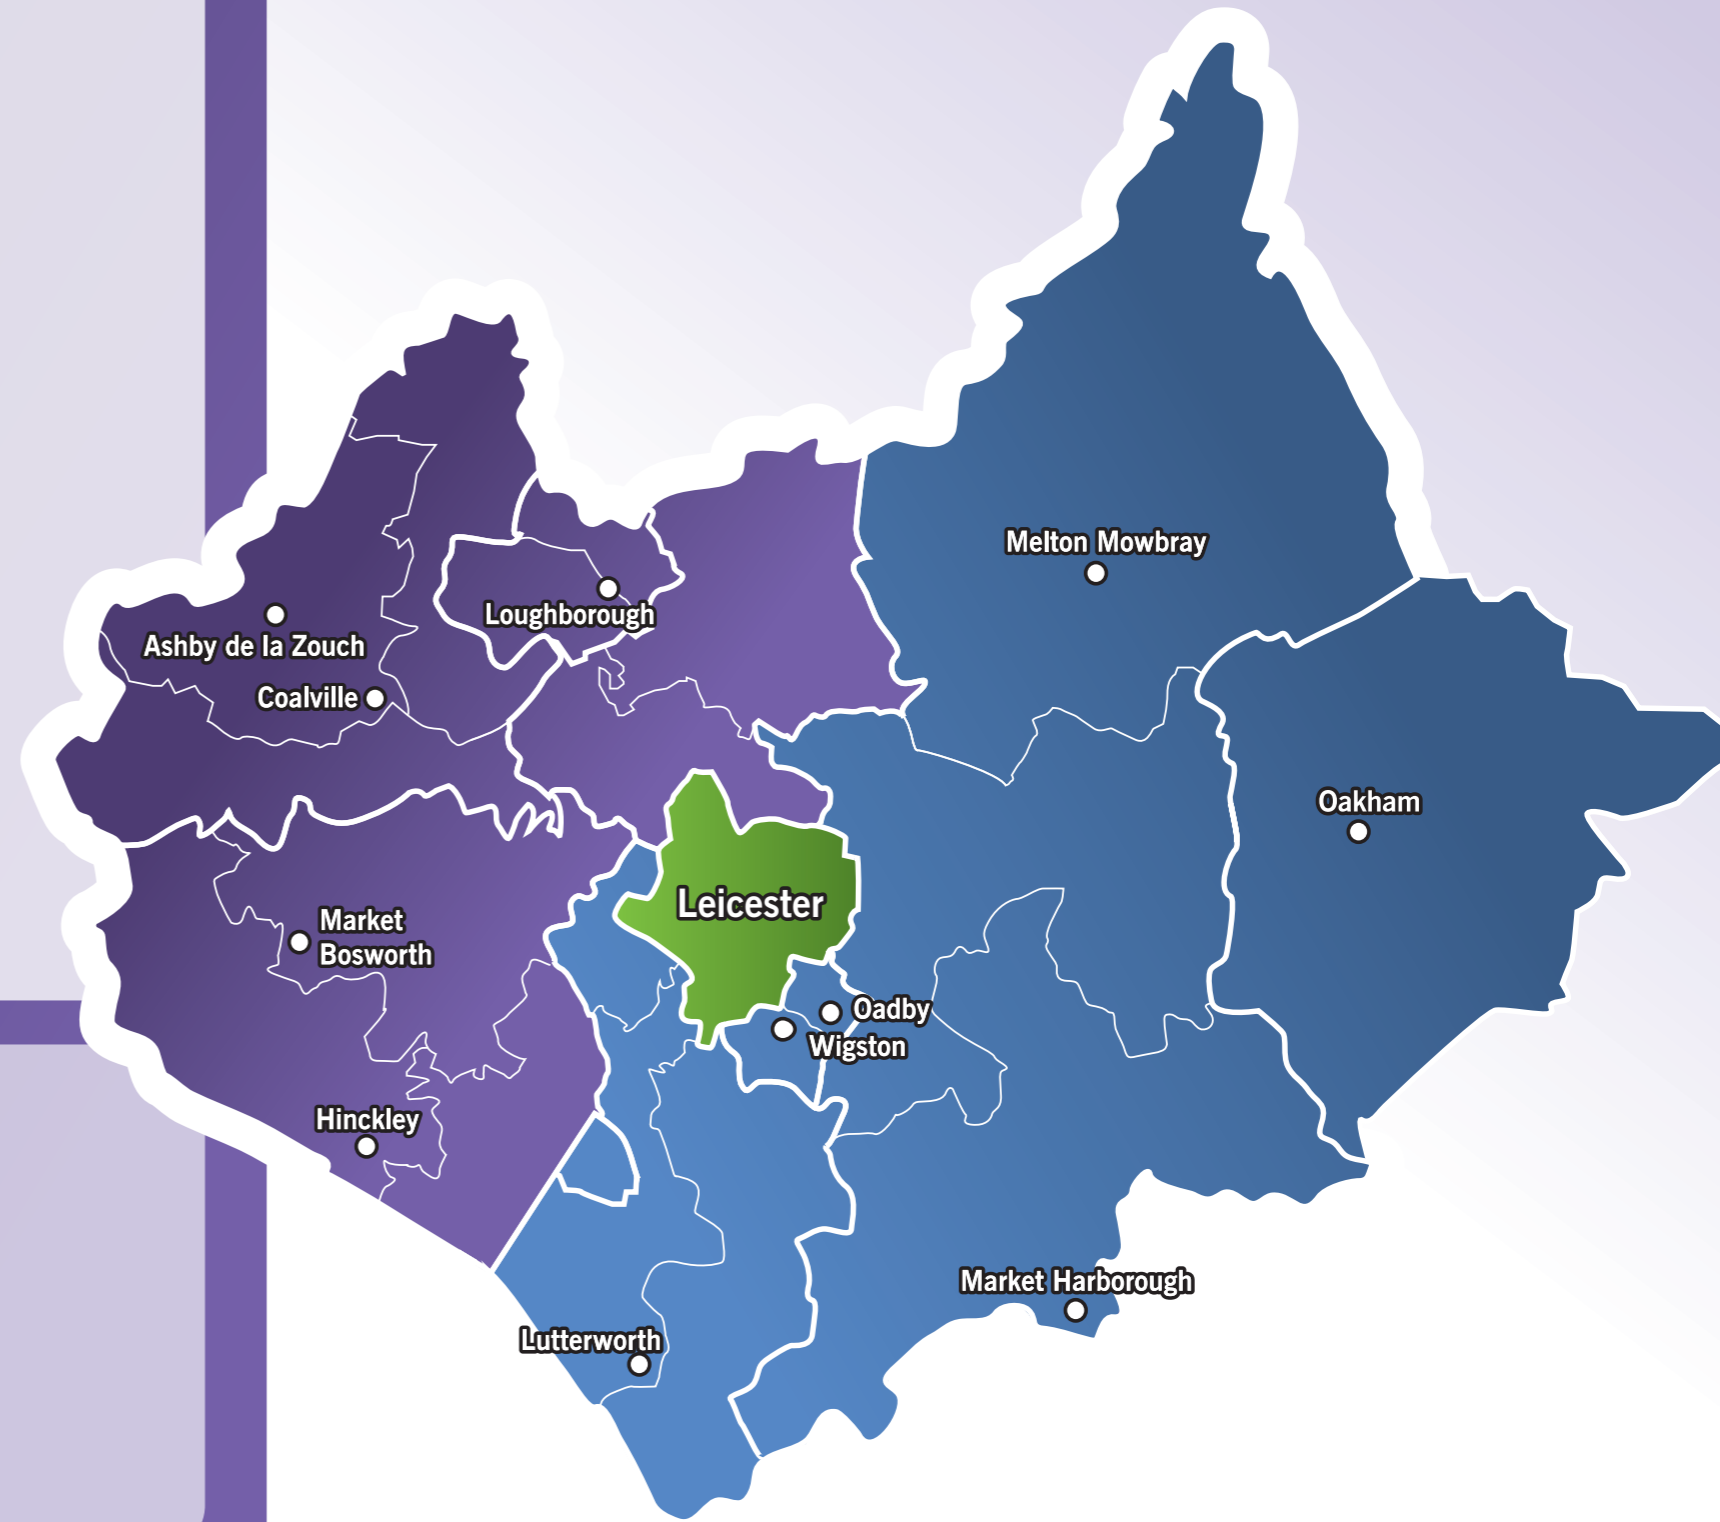 Melton Mowbray
Loughborough
Ashby de la Zouch
Coalville
Oakham
Leicester
Market
Bosworth
Oadby
Wigston
Hinckley
Market Harborough
Lutterworth